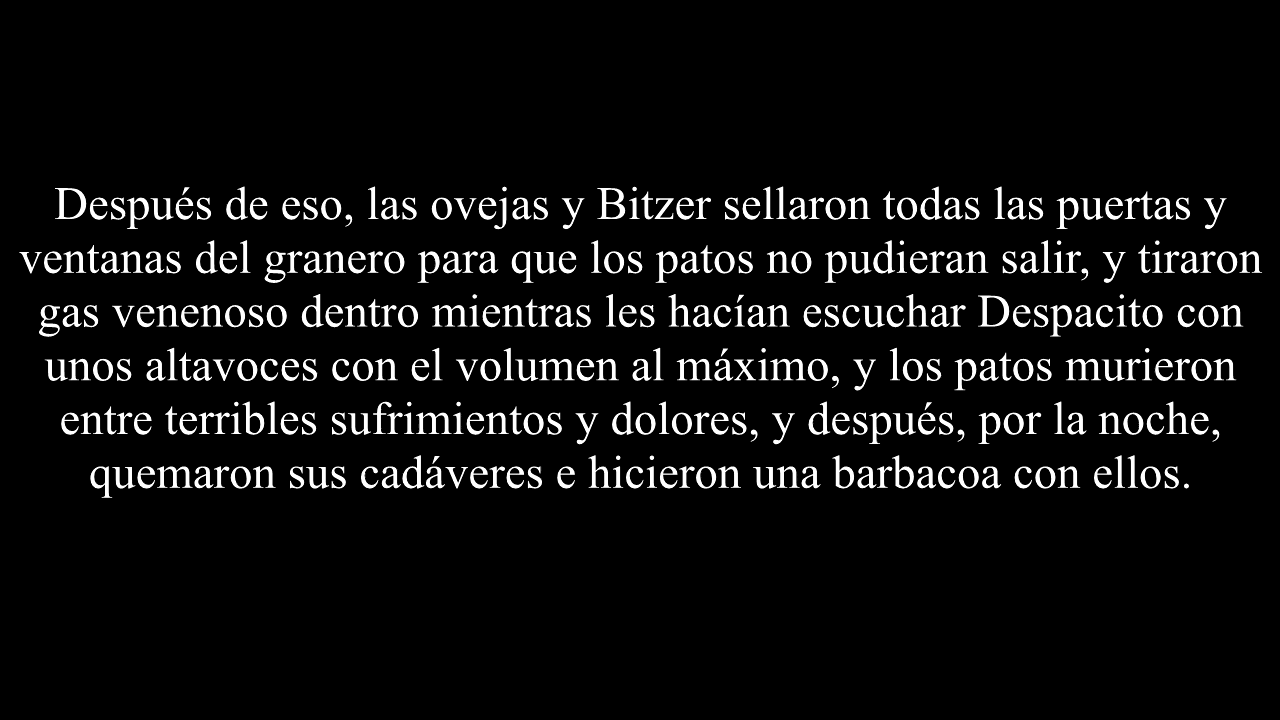 Después de eso, las ovejas y Bitzer sellaron todas las puertas y
ventanas del granero para que los patos no pudieran salir, y tiraron
gas venenoso dentro mientras les hacían escuchar Despacito con
unos altavoces con el volumen al máximo, y los patos murieron
entre terribles sufrimientos y dolores, y después, por la noche,
quemaron sus cadáveres e hicieron una barbacoa con ellos.